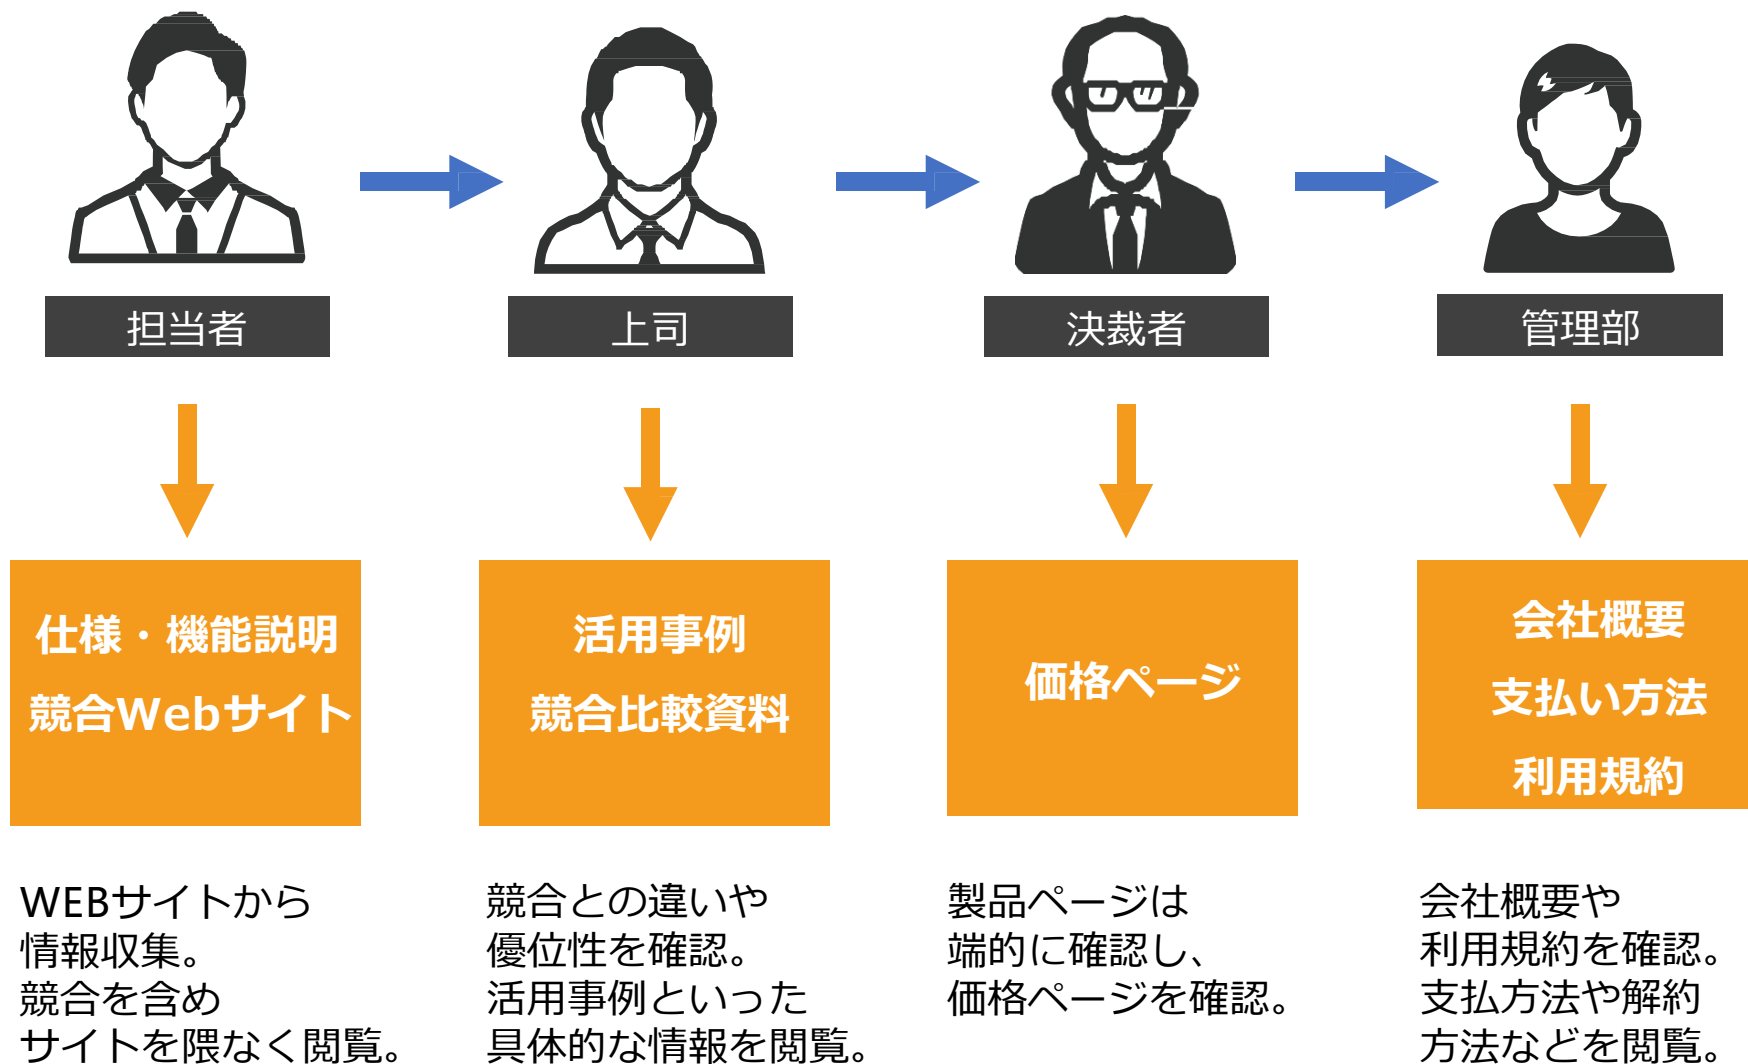 担当者
上司
決裁者
管理部
仕様・機能説明
競合Webサイト
活用事例
競合比較資料
価格ページ
会社概要
支払い方法
利用規約
WEBサイトから
情報収集。
競合を含め
サイトを隈なく閲覧。
競合との違いや
優位性を確認。
活用事例といった
具体的な情報を閲覧。
製品ページは
端的に確認し、
価格ページを確認。
会社概要や
利用規約を確認。
支払方法や解約
方法などを閲覧。